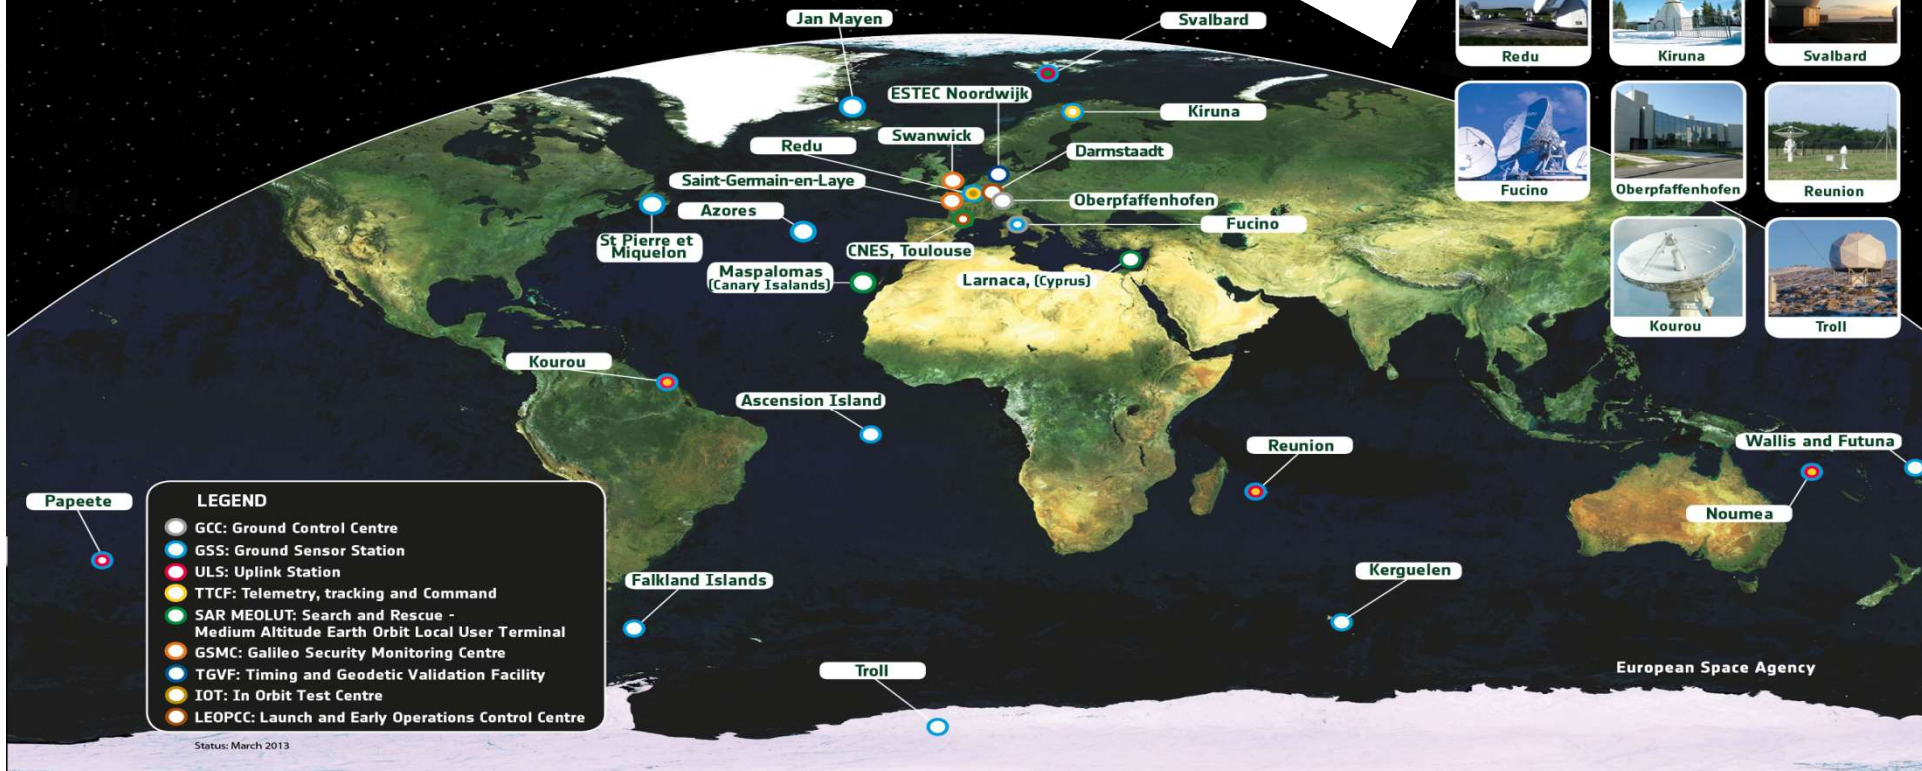 Jan Mayen
Svalbard
Redu
Kiruna
Svalbard
ESTEC Noordwijk
Kiruna
Swanwick
Redu
Darmstaadt
Saint-Germain-en-Laye
Oberpfaffenhofen
Azores
Fucino
St Pierre et
Miquelon
CNES, Toulouse
Maspalomas
(Canary Isalands)
Larnaca, (Cyprus)
Fucino
Oberpfaffenhofen
Reunion
Kourou
Troll
Kourou
Ascension Island
Reunion
Wallis and Futuna
Noumea
Papeete
LEGEND
GCC: Ground Control Centre
GSS: Ground Sensor Station
ULS: Uplink Station
TTCF: Telemetry, tracking and Command
SAR MEOLUT: Search and Rescue -
Medium Altitude Earth Orbit Local User Terminal
GSMC: Galileo Security Monitoring Centre
TGVF: Timing and Geodetic Validation Facility
IOT: In Orbit Test Centre
LEOPCC: Launch and Early Operations Control Centre
Status: March 2013
Falkland Islands
Kerguelen
Troll
European Space Agency